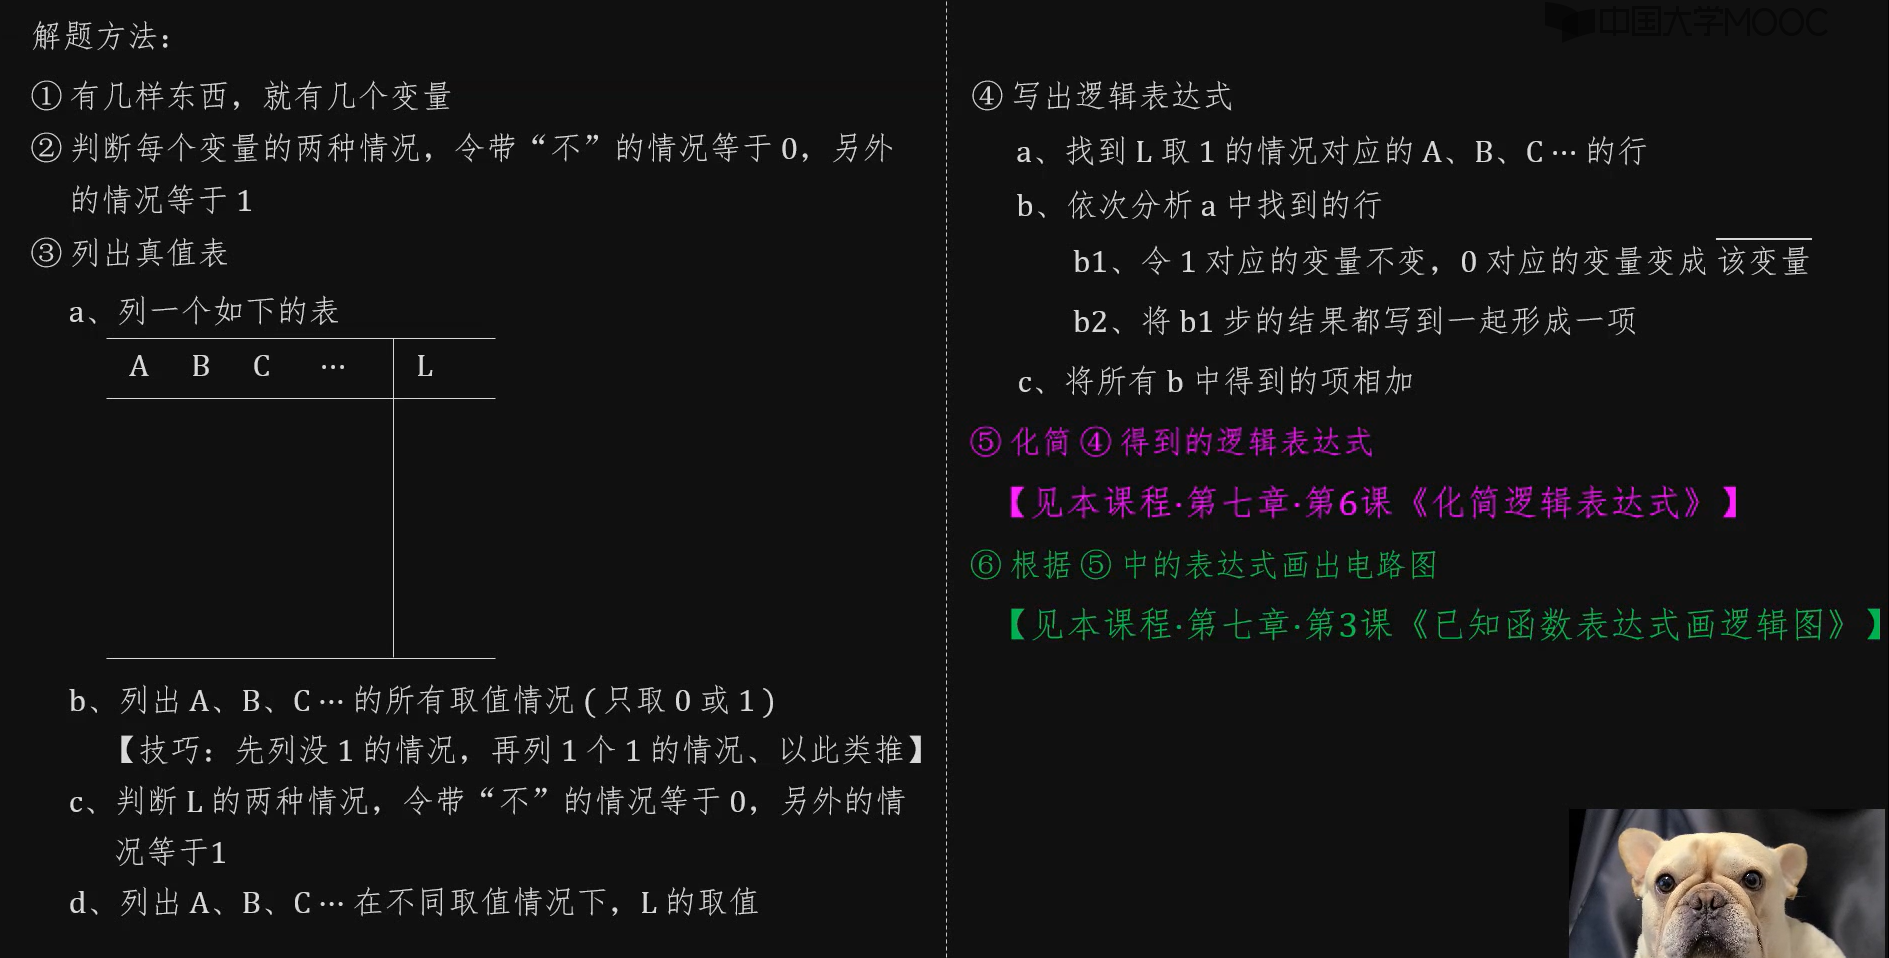 解题方法：
① 有几样东西，就有几个变量
② 判断每个变量的两种情况，令带“不”的情况等于 0，另外
的情况等于 1
③ 列出真值表
a、列一个如下的表
A B C … L
b、列出 A、B、C … 的所有取值情况 ( 只取 0 或 1 )
【技巧：先列没 1 的情况，再列 1 个 1 的情况、以此类推】
c、判断 L 的两种情况，令带“不”的情况等于 0，另外的情
况等于1
d、列出 A、B、C … 在不同取值情况下，L 的取值
中国大学MOOC
④ 写出逻辑表达式
a、找到 L 取 1 的情况对应的 A、B、C … 的行
b、依次分析 a 中找到的行
b1、令 1 对应的变量不变，0 对应的变量变成 该变量
b2、将 b1 步的结果都写到一起形成一项
c、将所有 b 中得到的项相加
⑤ 化简 ④ 得到的逻辑表达式
【见本课程·第七章·第6课《化简逻辑表达式》】
⑥ 根据 ⑤ 中的表达式画出电路图
【见本课程·第七章·第3课《已知函数表达式画逻辑图》】